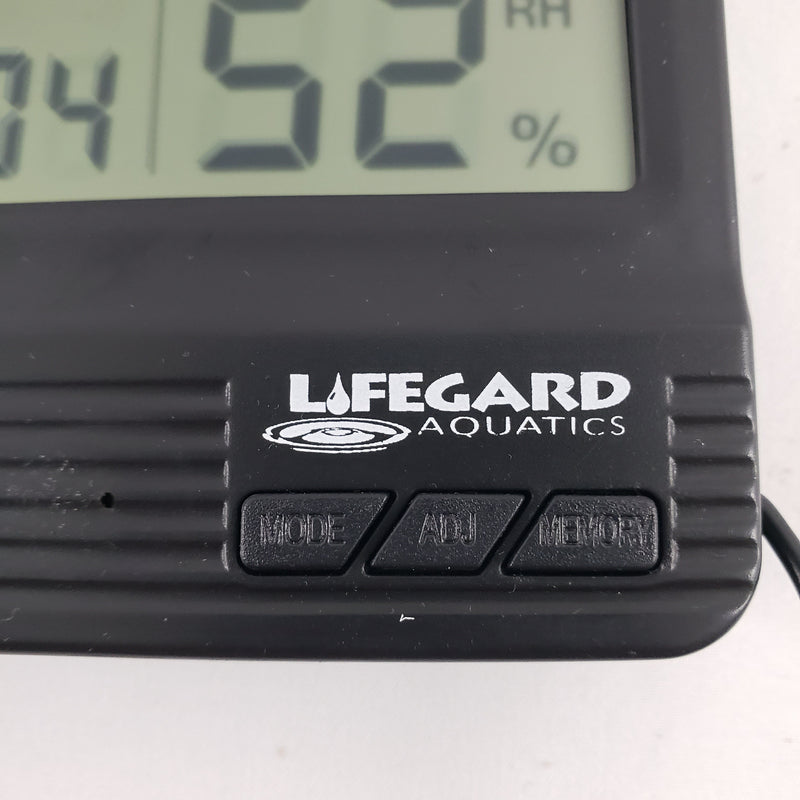 RH
04 52 %
LIFEGARD
AQUATICS
MODE ADJ MEMORY